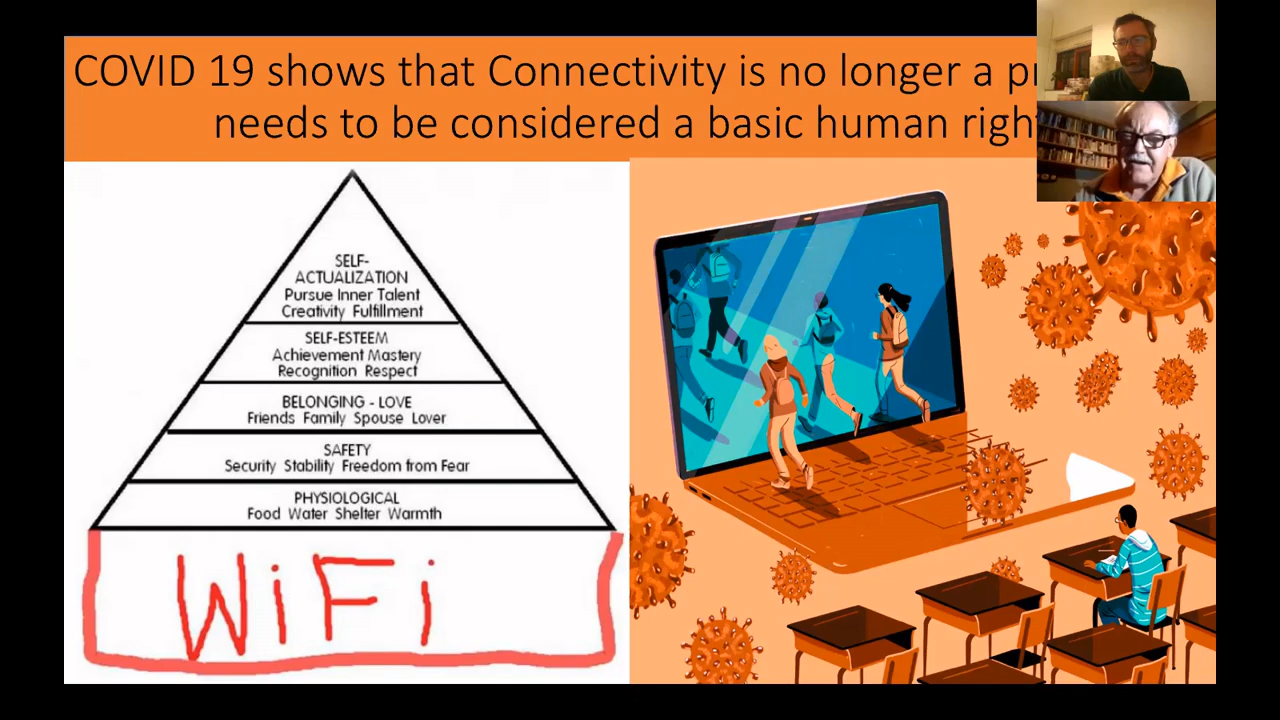 COVID 19 shows that Connectivity is no longer a
needs to be considered a basic human
SELF-
ACTUALIZATION
Pursue Inner Talent
Creativity Fulfillment
SELF-ESTEEM
Achievement Mastery
Recognition Respect
BELONGING - LOVE
Friends Family Spouse Lover
SAFETY
Security Stability Freedom from Fear
PHYSIOLOGICAL
Food Water Shelter Warmth
WiFi